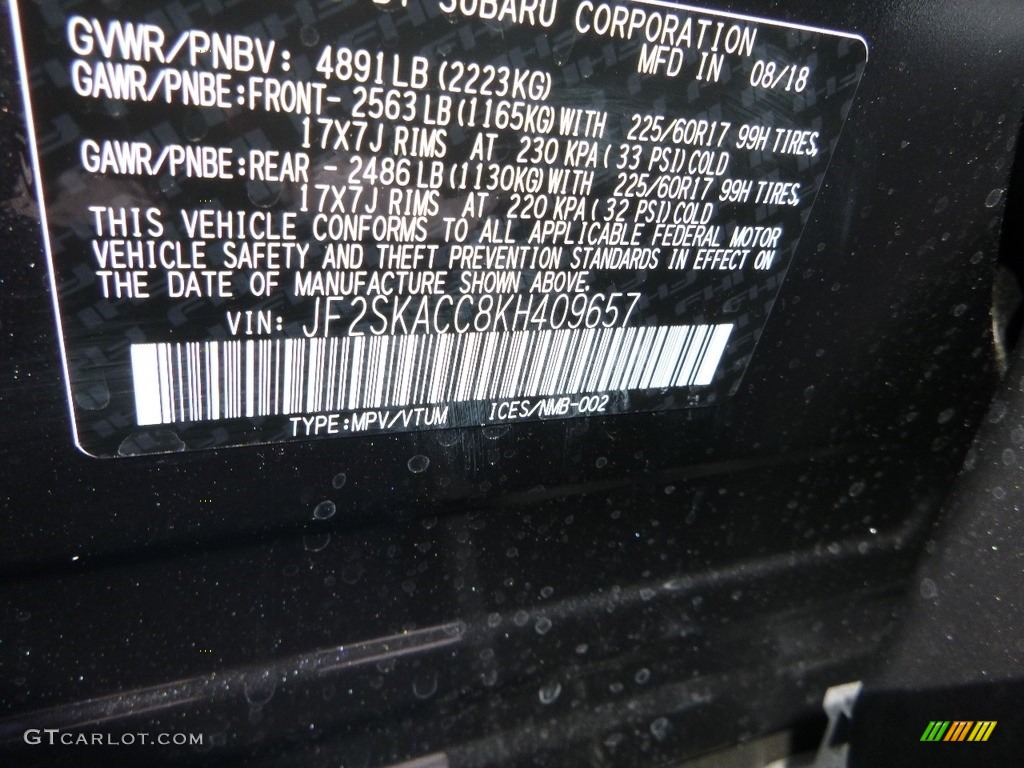 BY SUBARU CORPORATION
MFD IN 08/18
GVWR/PNBV: 4891LB(2223KG)
GAWR/PNBE:FRONT- 2563LB(1165KG)WITH 225/60R17 99H TIRES,
17X7J RIMS AT 230 KPA(33 PSI)COLD
GAWR/PNBE:REAR - 2486LB(1130KG)WITH 225/60R17 99H TIRES,
17X7J RIMS AT 220 KPA(32 PSI)COLD
THIS VEHICLE CONFORMS TO ALL APPLICABLE FEDERAL MOTOR
VEHICLE SAFETY AND THEFT PREVENTION STANDARDS IN EFFECT ON
THE DATE OF MANUFACTURE SHOWN ABOVE.
VIN: JF2SKACC8KH409657
TYPE:MPV/VTUM ICES/NMB-002
GTCARLOT.COM